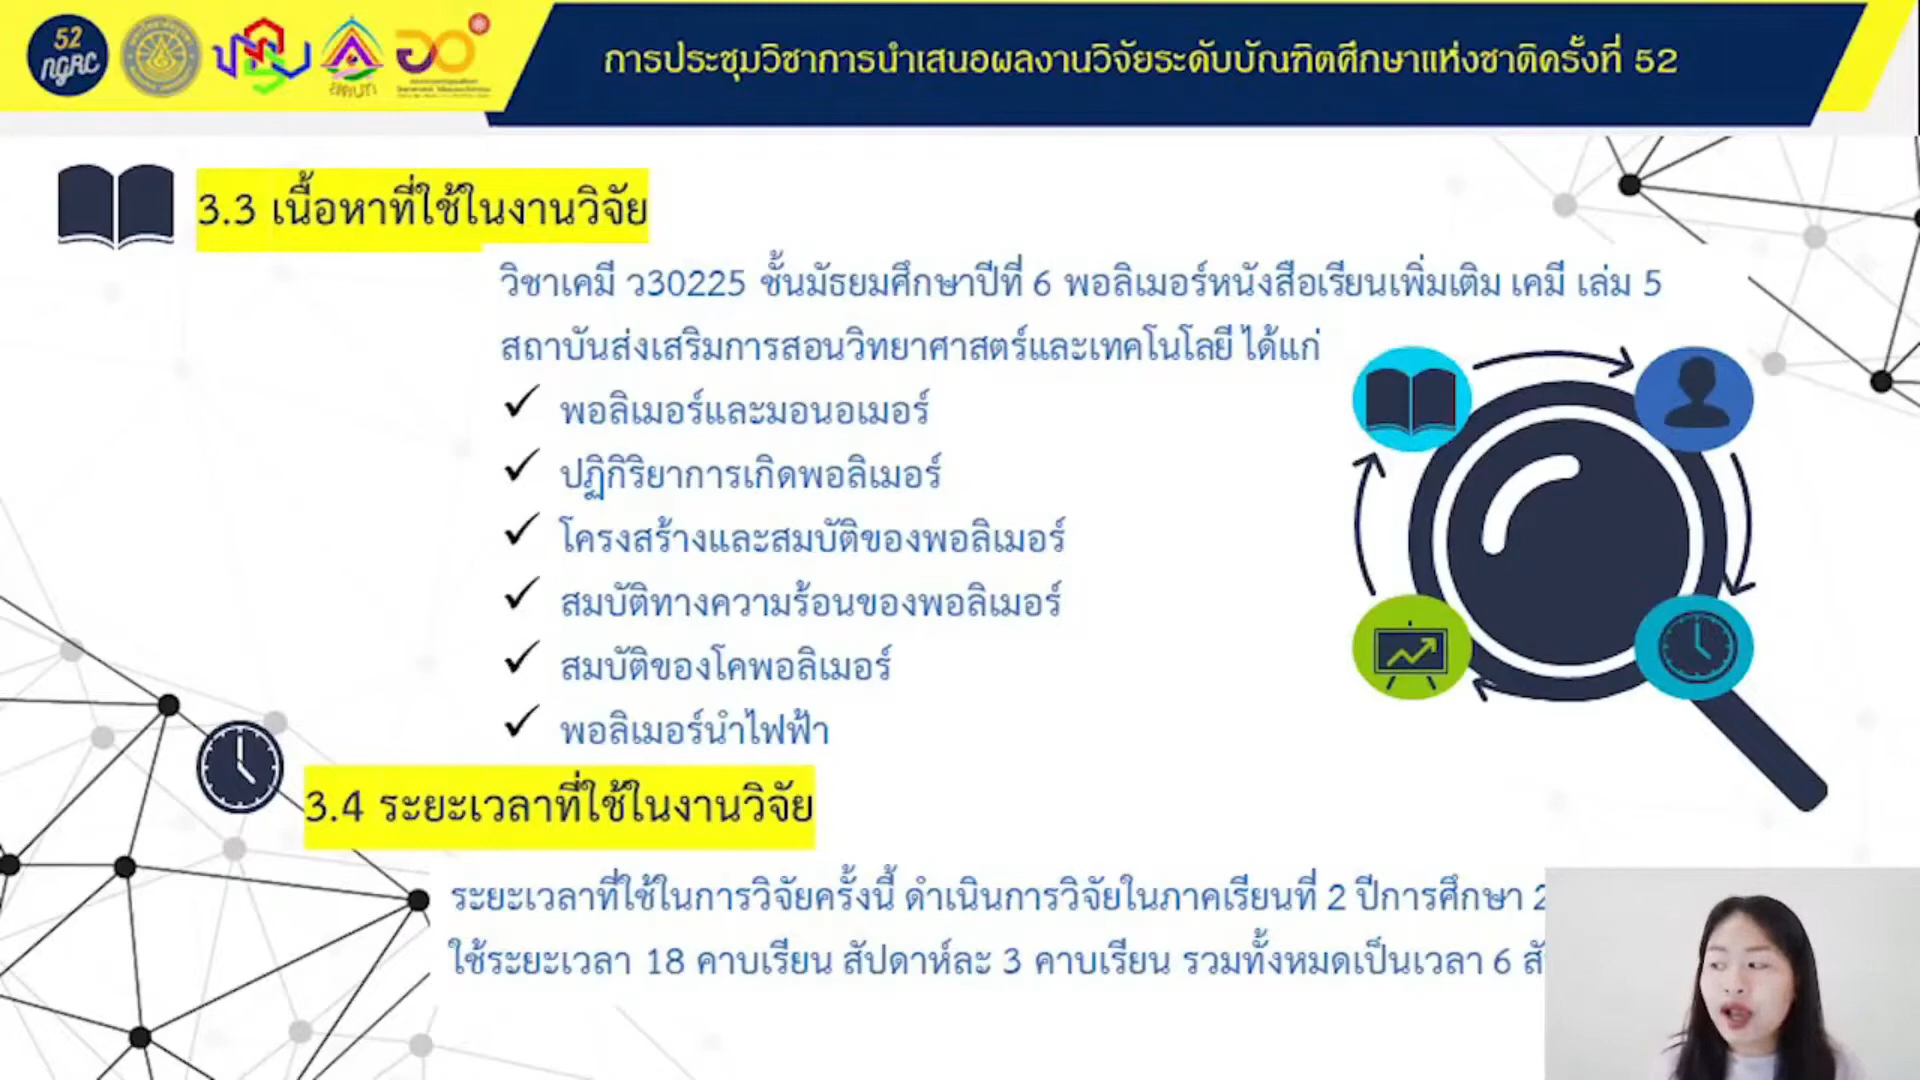 52
ngRC
การประชุมวิชาการนำเสนอผลงานวิจัยระดับบัณฑิตศึกษาแห่งชาติครั้งที่ 52
3.3 เนื้อหาที่ใช้ในงานวิจัย
วิชาเคมี ว30225 ชั้นมัธยมศึกษาปีที่ 6 พอลิเมอร์หนังสือเรียนเพิ่มเติม เคมี เล่ม 5
สถาบันส่งเสริมการสอนวิทยาศาสตร์และเทคโนโลยี ได้แก่
✓ พอลิเมอร์และมอนอเมอร์
✓ ปฏิกิริยาการเกิดพอลิเมอร์
✓ โครงสร้างและสมบัติของพอลิเมอร์
✓ สมบัติทางความร้อนของพอลิเมอร์
✓ สมบัติของโคพอลิเมอร์
✓ พอลิเมอร์นำไฟฟ้า
3.4 ระยะเวลาที่ใช้ในงานวิจัย
ระยะเวลาที่ใช้ในการวิจัยครั้งนี้ ดำเนินการวิจัยในภาคเรียนที่ 2 ปีการศึกษา 2
ใช้ระยะเวลา 18 คาบเรียน สัปดาห์ละ 3 คาบเรียน รวมทั้งหมดเป็นเวลา 6